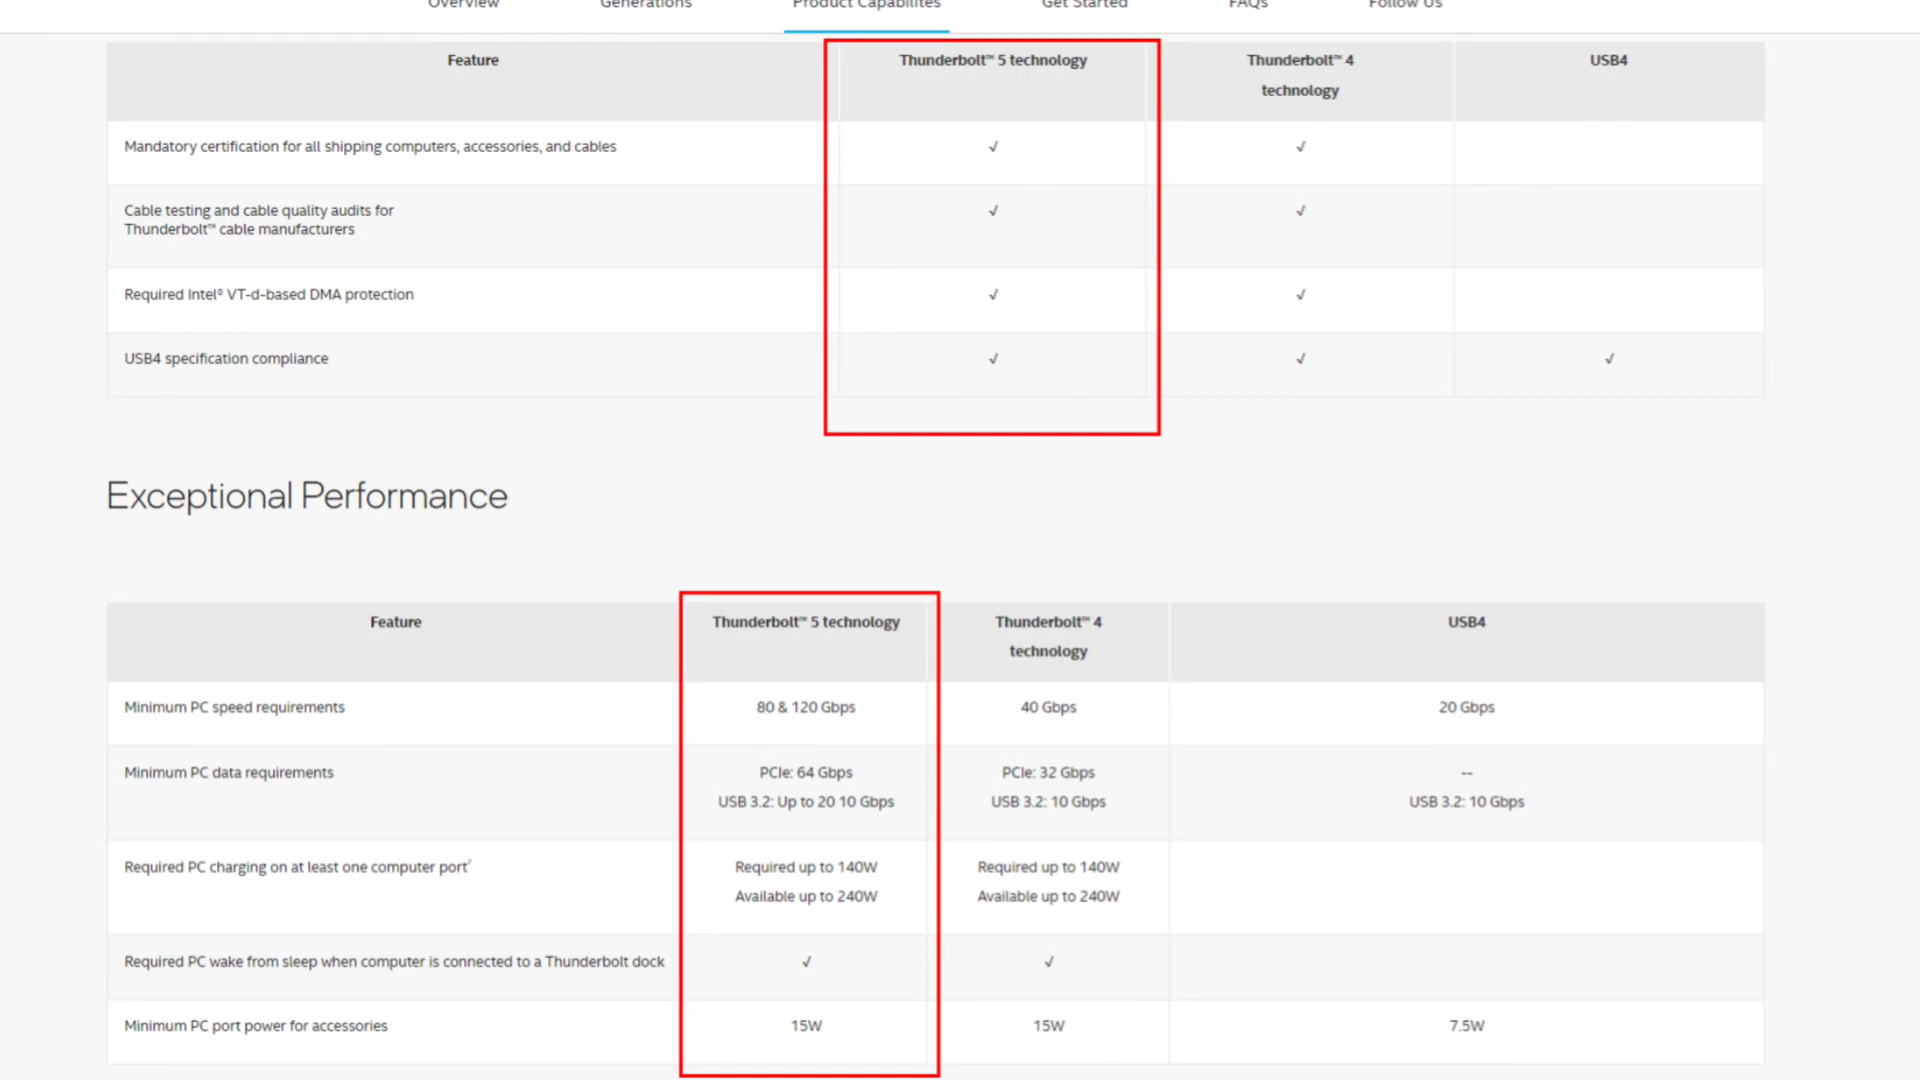 Overview Generations Product Capabilites Get Started FAQs Follow Us
Feature Thunderbolt™ 5 technology Thunderbolt™ 4 USB4
technology
Mandatory certification for all shipping computers, accessories, and cables √ √
Cable testing and cable quality audits for √ √
Thunderbolt™ cable manufacturers
Required Intel® VT-d-based DMA protection √ √
USB4 specification compliance √ √ √
Exceptional Performance
Feature Thunderbolt™ 5 technology Thunderbolt™ 4 USB4
technology
Minimum PC speed requirements 80 & 120 Gbps 40 Gbps 20 Gbps
Minimum PC data requirements PCIe: 64 Gbps PCIe: 32 Gbps --
USB 3.2: Up to 20 10 Gbps USB 3.2: 10 Gbps USB 3.2: 10 Gbps
Required PC charging on at least one computer port Required up to 140W Required up to 140W
Available up to 240W Available up to 240W
Required PC wake from sleep when computer is connected to a Thunderbolt dock √ √
Minimum PC port power for accessories 15W 15W 7.5W